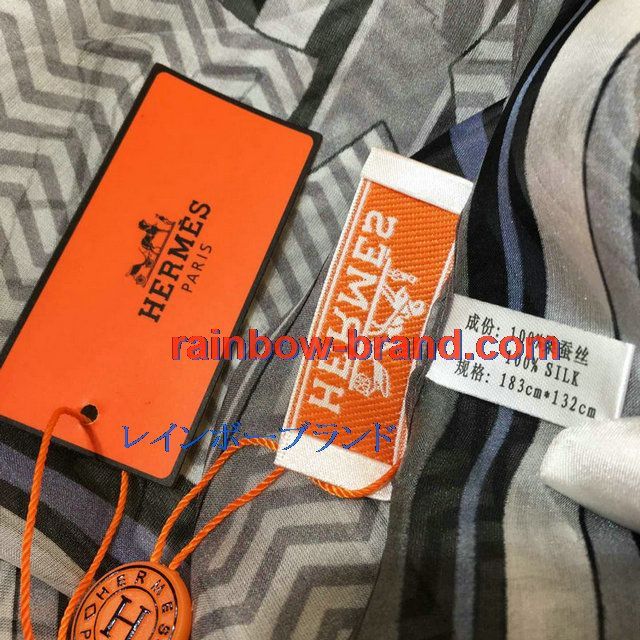 HERMÈS
PARIS
HERMES
rainbow-brand.com
成份: 100%蚕丝
100% SILK
规格: 183cm*132cm
レインボーブランド
HERMES
H